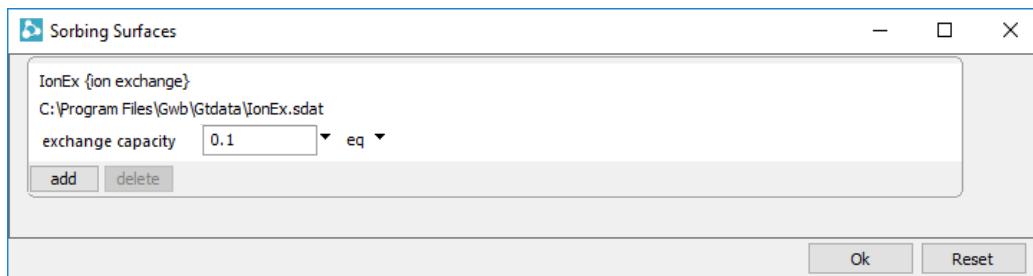 Sorbing Surfaces
IonEx {ion exchange}
C:\Program Files\Gwb\Gtdata\IonEx.sdat
exchange capacity 0.1 eq
add delete
Ok Reset